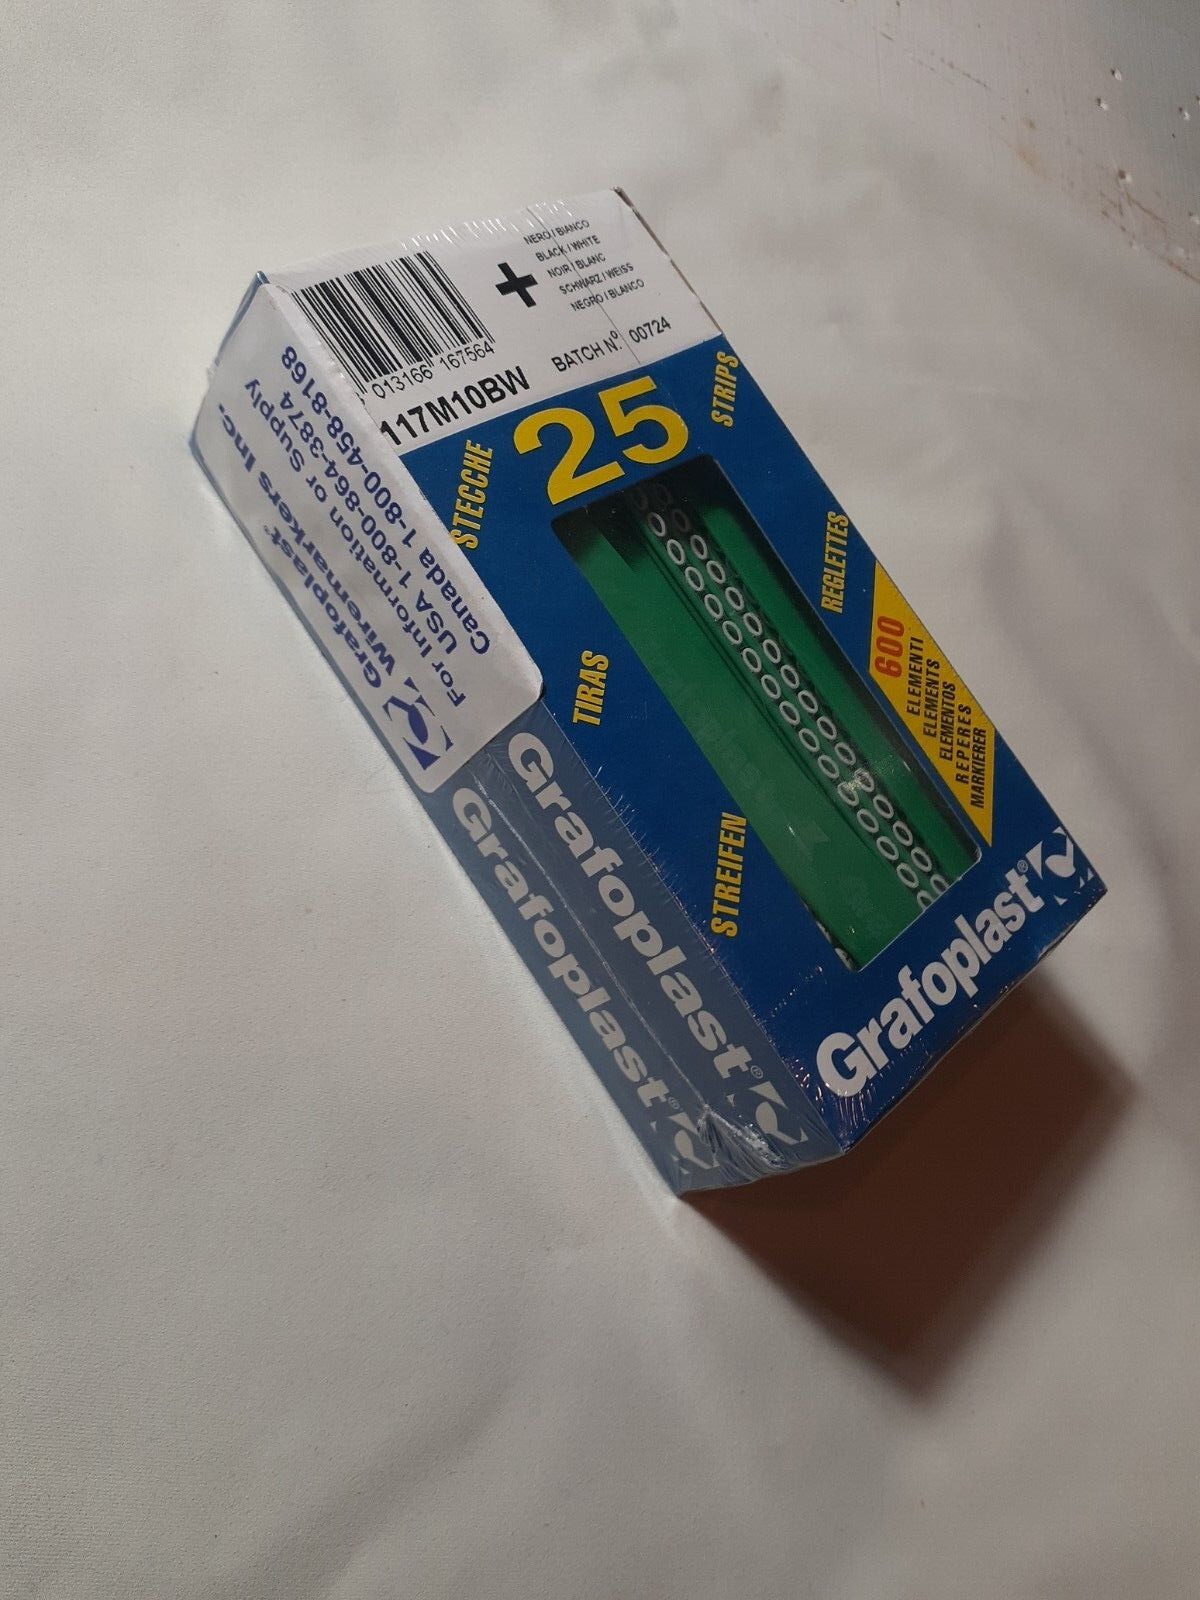 013166 167564
+
NERO / BIANCO
BLACK / WHITE
NOIR / BLANC
SCHWARZ / WEISS
NEGRO / BLANCO
117M10BW
BATCH Nº. 00724
25
STECCHE
STRIPS
TIRAS
REGLETTES
STREIFEN
600
ELEMENTI
ELEMENTS
ELEMENTOS
REPERES
MARKIERER
Grafoplast®
Grafoplast®
Grafoplast®
Grafoplast®
Wiremarkers Inc.
For Information or Supply
USA 1-800-864-3874
Canada 1-800-458-8168